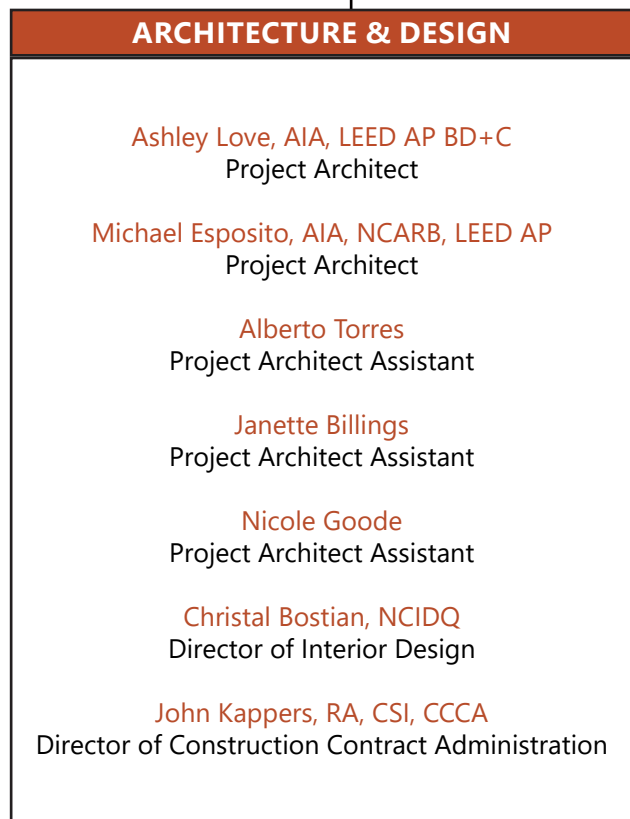 ARCHITECTURE & DESIGN
Ashley Love, AIA, LEED AP BD+C
Project Architect
Michael Esposito, AIA, NCARB, LEED AP
Project Architect
Alberto Torres
Project Architect Assistant
Janette Billings
Project Architect Assistant
Nicole Goode
Project Architect Assistant
Christal Bostian, NCIDQ
Director of Interior Design
John Kappers, RA, CSI, CCCA
Director of Construction Contract Administration